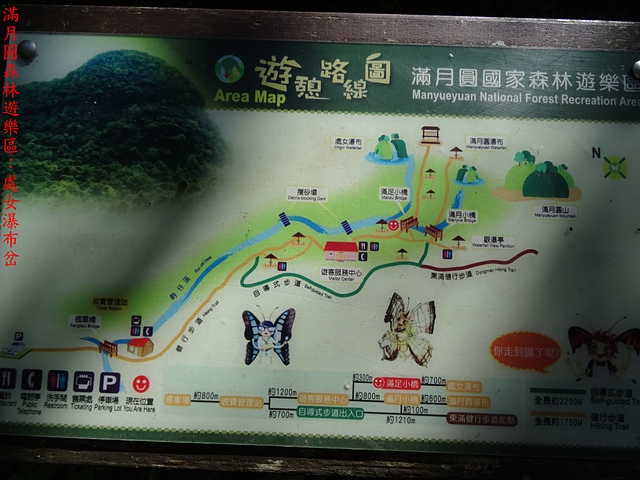 滿月圓森林遊樂區：處女瀑布岔
遊憩路線圖
Area Map
滿月圓國家森林遊樂區
Manyueyuan National Forest Recreation Area
處女瀑布
Virgin Waterfall
滿月圓瀑布
Manyueyuan Waterfall
N
攔砂壩
Debris-blocking Dam
滿足小橋
Manzu Bridge
滿月小橋
Manyue Bridge
滿月圓山
Manyueyuan Mountain
觀瀑亭
Waterfall View Pavilion
遊客服務中心
Visitor Center
東滿健行步道 Dongman Hiking Trail
自導式步道 Self-guided Trail
蚋仔溪
健行步道 Hiking Trail
收費管理站
Ticket Station
Bridge
你走到哪了呢?
電話亭
Public Telephone
洗手間
Restroom
售票處
Ticketing
停車場
Parking Lot
現在位置
You Are Here
停車場
約800m
收費管理站
約1200m
約700m
遊客服務中心
自導式步道出入口
約300m
約800m
滿足小橋
滿月小橋
約700m
約600m
處女瀑布
滿月圓瀑布
約100m
約1210m
東滿健行步道起點
自導式步道
Self-guided Trail
全長約2200m
健行步道
Hiking Trail
全長約1700m